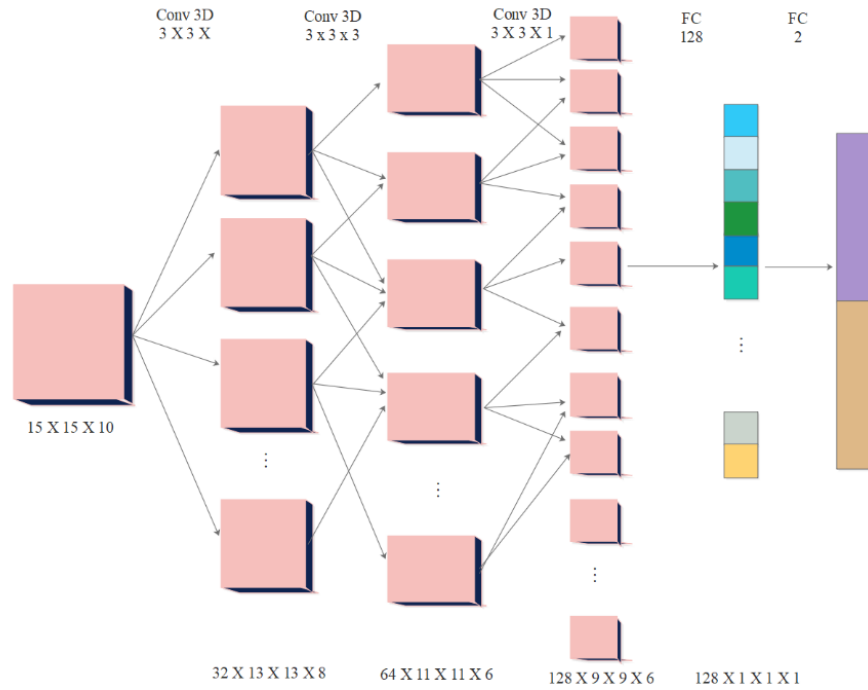 Conv 3D
3 X 3 X
Conv 3D
3 x 3 x 3
Conv 3D
3 X 3 X 1
FC
128
FC
2
15 X 15 X 10
32 X 13 X 13 X 8
64 X 11 X 11 X 6
128 X 9 X 9 X 6
128 X 1 X 1 X 1